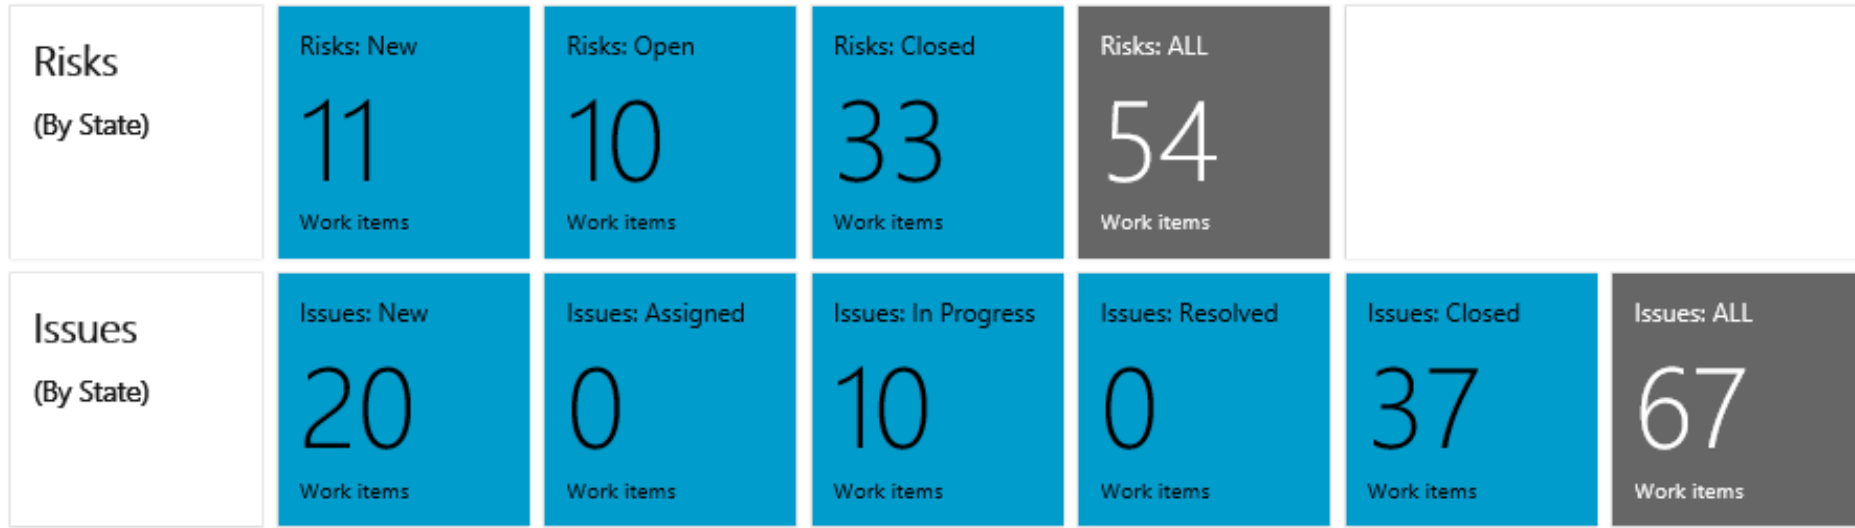 Risks
(By State)
Risks: New
11
Work items
Risks: Open
10
Work items
Risks: Closed
33
Work items
Risks: ALL
54
Work items
Issues
(By State)
Issues: New
20
Work items
Issues: Assigned
0
Work items
Issues: In Progress
10
Work items
Issues: Resolved
0
Work items
Issues: Closed
37
Work items
Issues: ALL
67
Work items